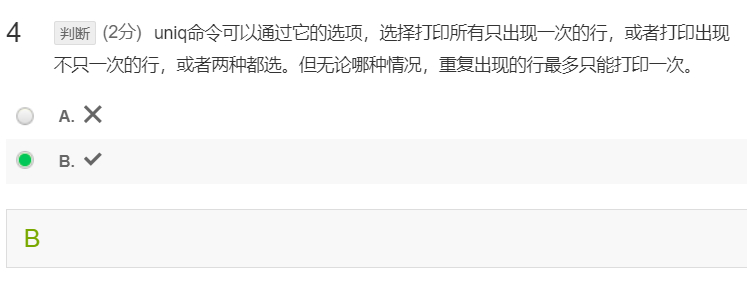 4 判断 (2分) uniq命令可以通过它的选项，选择打印所有只出现一次的行，或者打印出现
不只一次的行，或者两种都选。但无论哪种情况，重复出现的行最多只能打印一次。
A. ✕
B. ✓
B